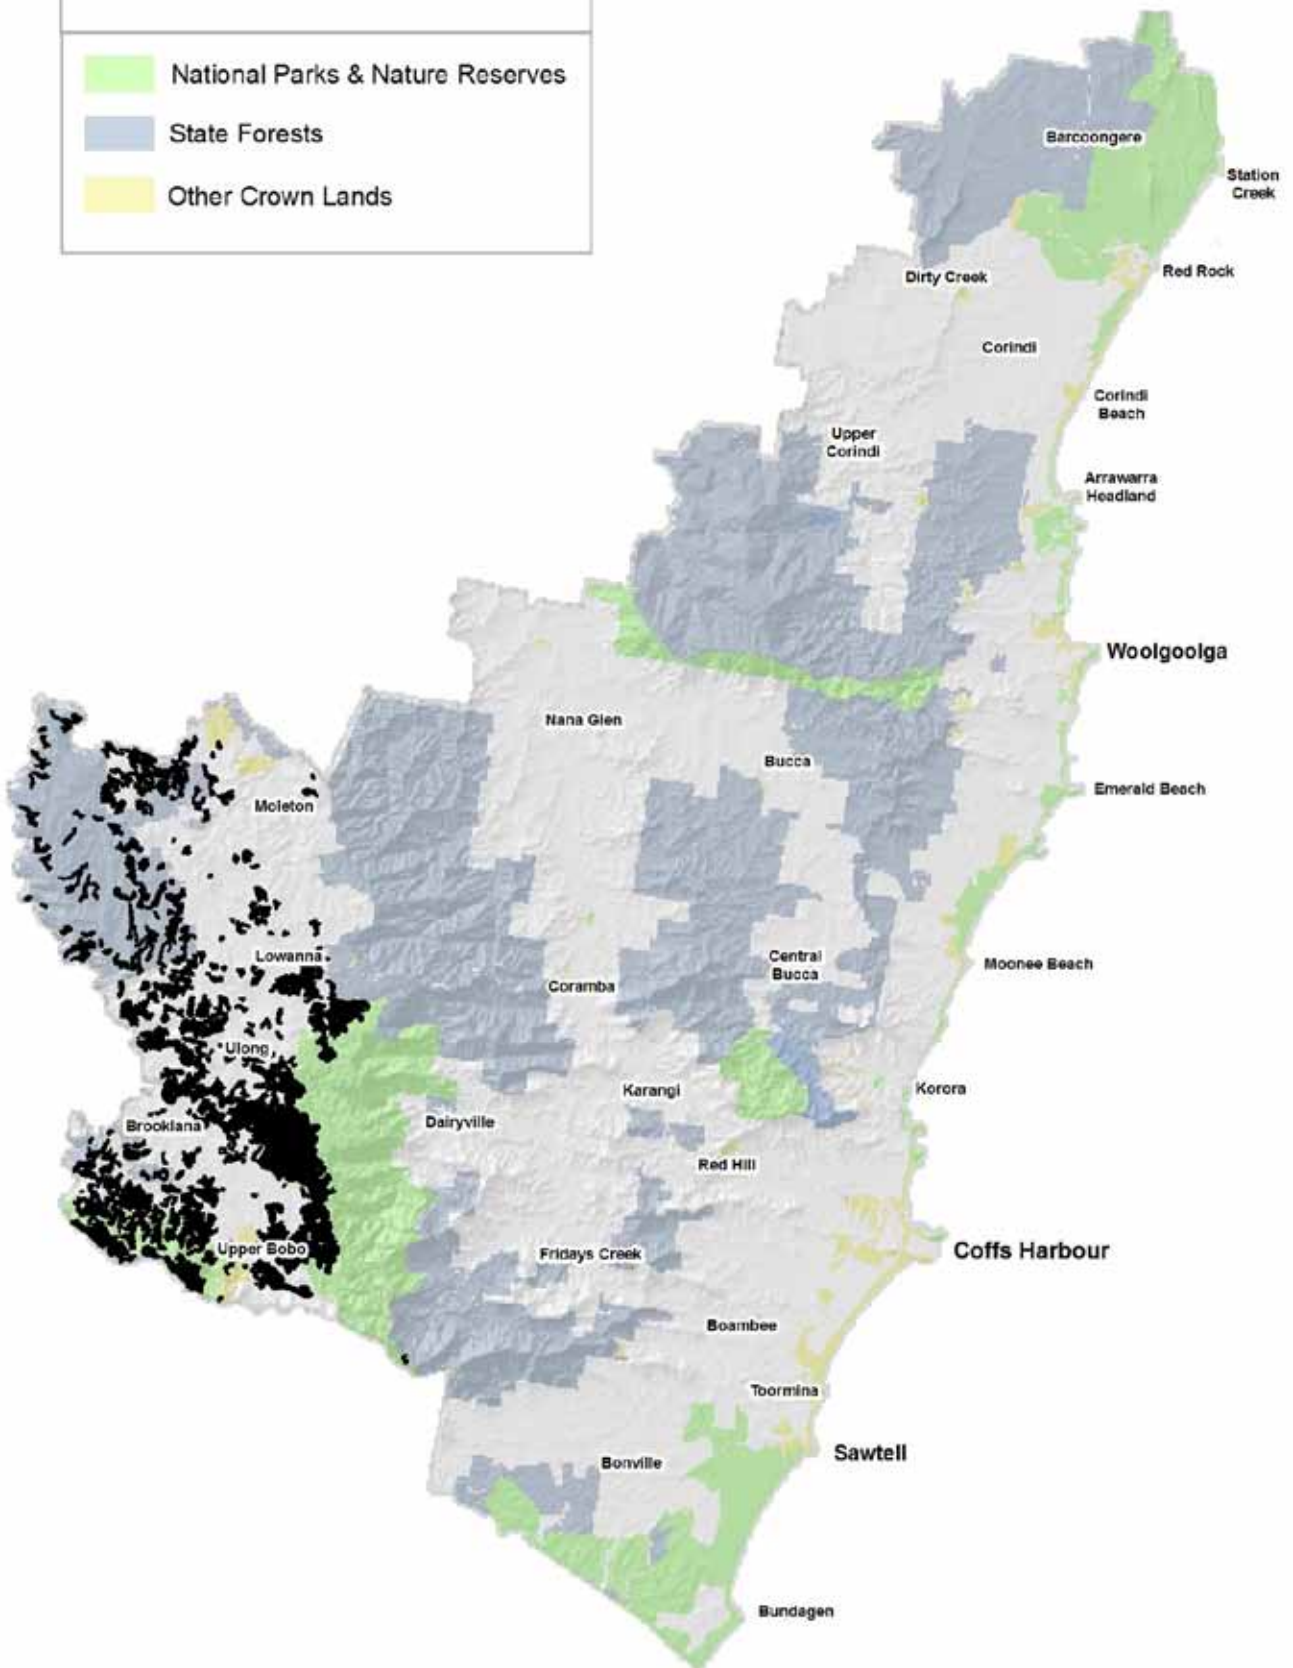 National Parks & Nature Reserves
State Forests
Other Crown Lands
Barcoongere
Station
Creek
Red Rock
Dirty Creek
Corindi
Corindi
Beach
Upper
Corindi
Arrawarra
Headland
Woolgoolga
Nana Glen
Bucca
Emerald Beach
Moleton
Lowanna
Central
Bucca
Moonee Beach
Coramba
Ulong
Karangi
Korora
Dairyville
Brooklana
Red Hill
Upper Bobo
Fridays Creek
Coffs Harbour
Boambee
Toormina
Sawtell
Bonville
Bundagen